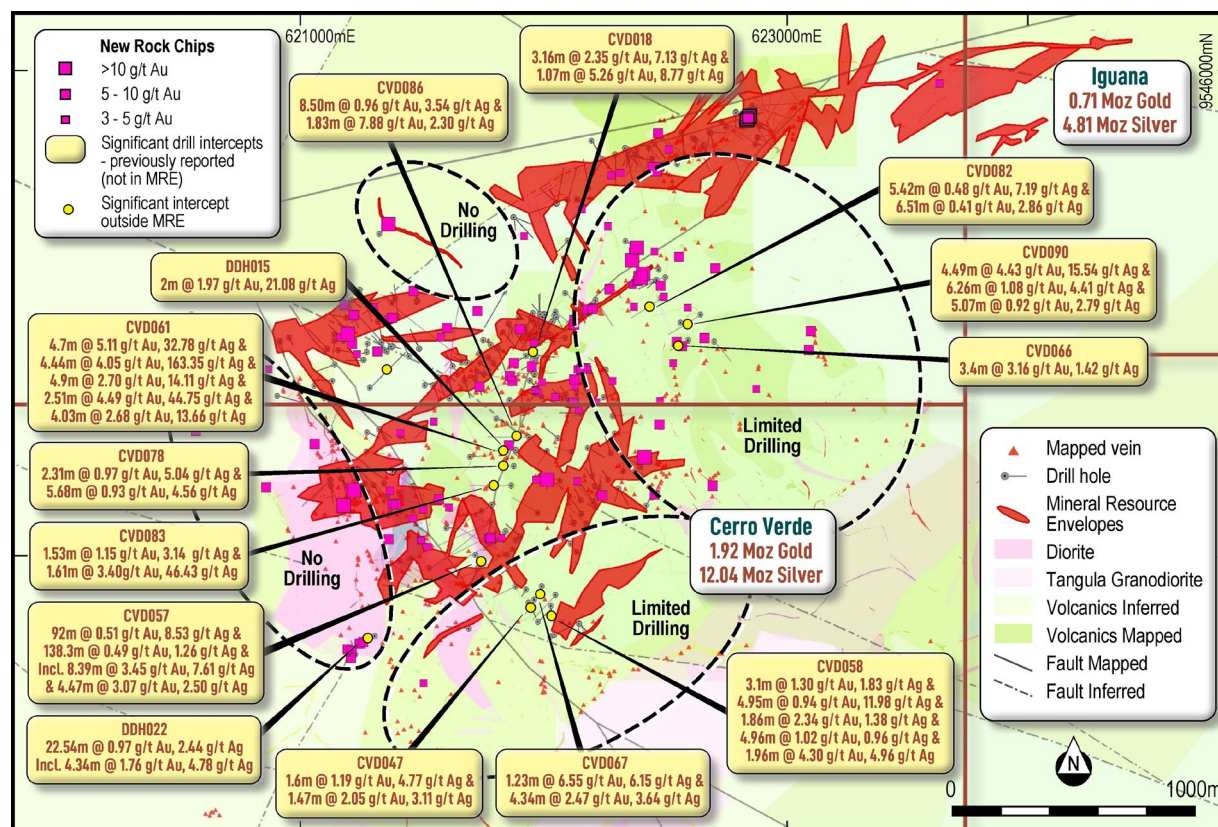 New Rock Chips
>10 g/t Au
5 - 10 g/t Au
3 - 5 g/t Au
Significant drill intercepts
- previously reported
(not in MRE)
Significant intercept
outside MRE
621000mE
623000mE
9546000mN
CVD018
3.16m @ 2.35 g/t Au, 7.13 g/t Ag &
1.07m @ 5.26 g/t Au, 8.77 g/t Ag
CVD086
8.50m @ 0.96 g/t Au, 3.54 g/t Ag &
1.83m @ 7.88 g/t Au, 2.30 g/t Ag
Iguana
0.71 Moz Gold
4.81 Moz Silver
CVD082
5.42m @ 0.48 g/t Au, 7.19 g/t Ag &
6.51m @ 0.41 g/t Au, 2.86 g/t Ag
No
Drilling
DDH015
2m @ 1.97 g/t Au, 21.08 g/t Ag
CVD090
4.49m @ 4.43 g/t Au, 15.54 g/t Ag &
6.26m @ 1.08 g/t Au, 4.41 g/t Ag &
5.07m @ 0.92 g/t Au, 2.79 g/t Ag
CVD061
4.7m @ 5.11 g/t Au, 32.78 g/t Ag &
4.44m @ 4.05 g/t Au, 163.35 g/t Ag &
4.9m @ 2.70 g/t Au, 14.11 g/t Ag &
2.51m @ 4.49 g/t Au, 44.75 g/t Ag &
4.03m @ 2.68 g/t Au, 13.66 g/t Ag
CVD066
3.4m @ 3.16 g/t Au, 1.42 g/t Ag
Limited
Drilling
CVD078
2.31m @ 0.97 g/t Au, 5.04 g/t Ag &
5.68m @ 0.93 g/t Au, 4.56 g/t Ag
Mapped vein
Drill hole
Mineral Resource
Envelopes
Diorite
Tangula Granodiorite
Volcanics Inferred
Volcanics Mapped
Fault Mapped
Fault Inferred
Cerro Verde
1.92 Moz Gold
12.04 Moz Silver
CVD083
1.53m @ 1.15 g/t Au, 3.14 g/t Ag &
1.61m @ 3.40g/t Au, 46.43 g/t Ag
No
Drilling
CVD057
92m @ 0.51 g/t Au, 8.53 g/t Ag &
138.3m @ 0.49 g/t Au, 1.26 g/t Ag &
Incl. 8.39m @ 3.45 g/t Au, 7.61 g/t Ag
& 4.47m @ 3.07 g/t Au, 2.50 g/t Ag
Limited
Drilling
CVD058
3.1m @ 1.30 g/t Au, 1.83 g/t Ag &
4.95m @ 0.94 g/t Au, 11.98 g/t Ag &
1.86m @ 2.34 g/t Au, 1.38 g/t Ag &
4.96m @ 1.02 g/t Au, 0.96 g/t Ag &
1.96m @ 4.30 g/t Au, 4.96 g/t Ag
DDH022
22.54m @ 0.97 g/t Au, 2.44 g/t Ag
Incl. 4.34m @ 1.76 g/t Au, 4.78 g/t Ag
CVD047
1.6m @ 1.19 g/t Au, 4.77 g/t Ag &
1.47m @ 2.05 g/t Au, 3.11 g/t Ag
CVD067
1.23m @ 6.55 g/t Au, 6.15 g/t Ag &
4.34m @ 2.47 g/t Au, 3.64 g/t Ag
N
0
1000m